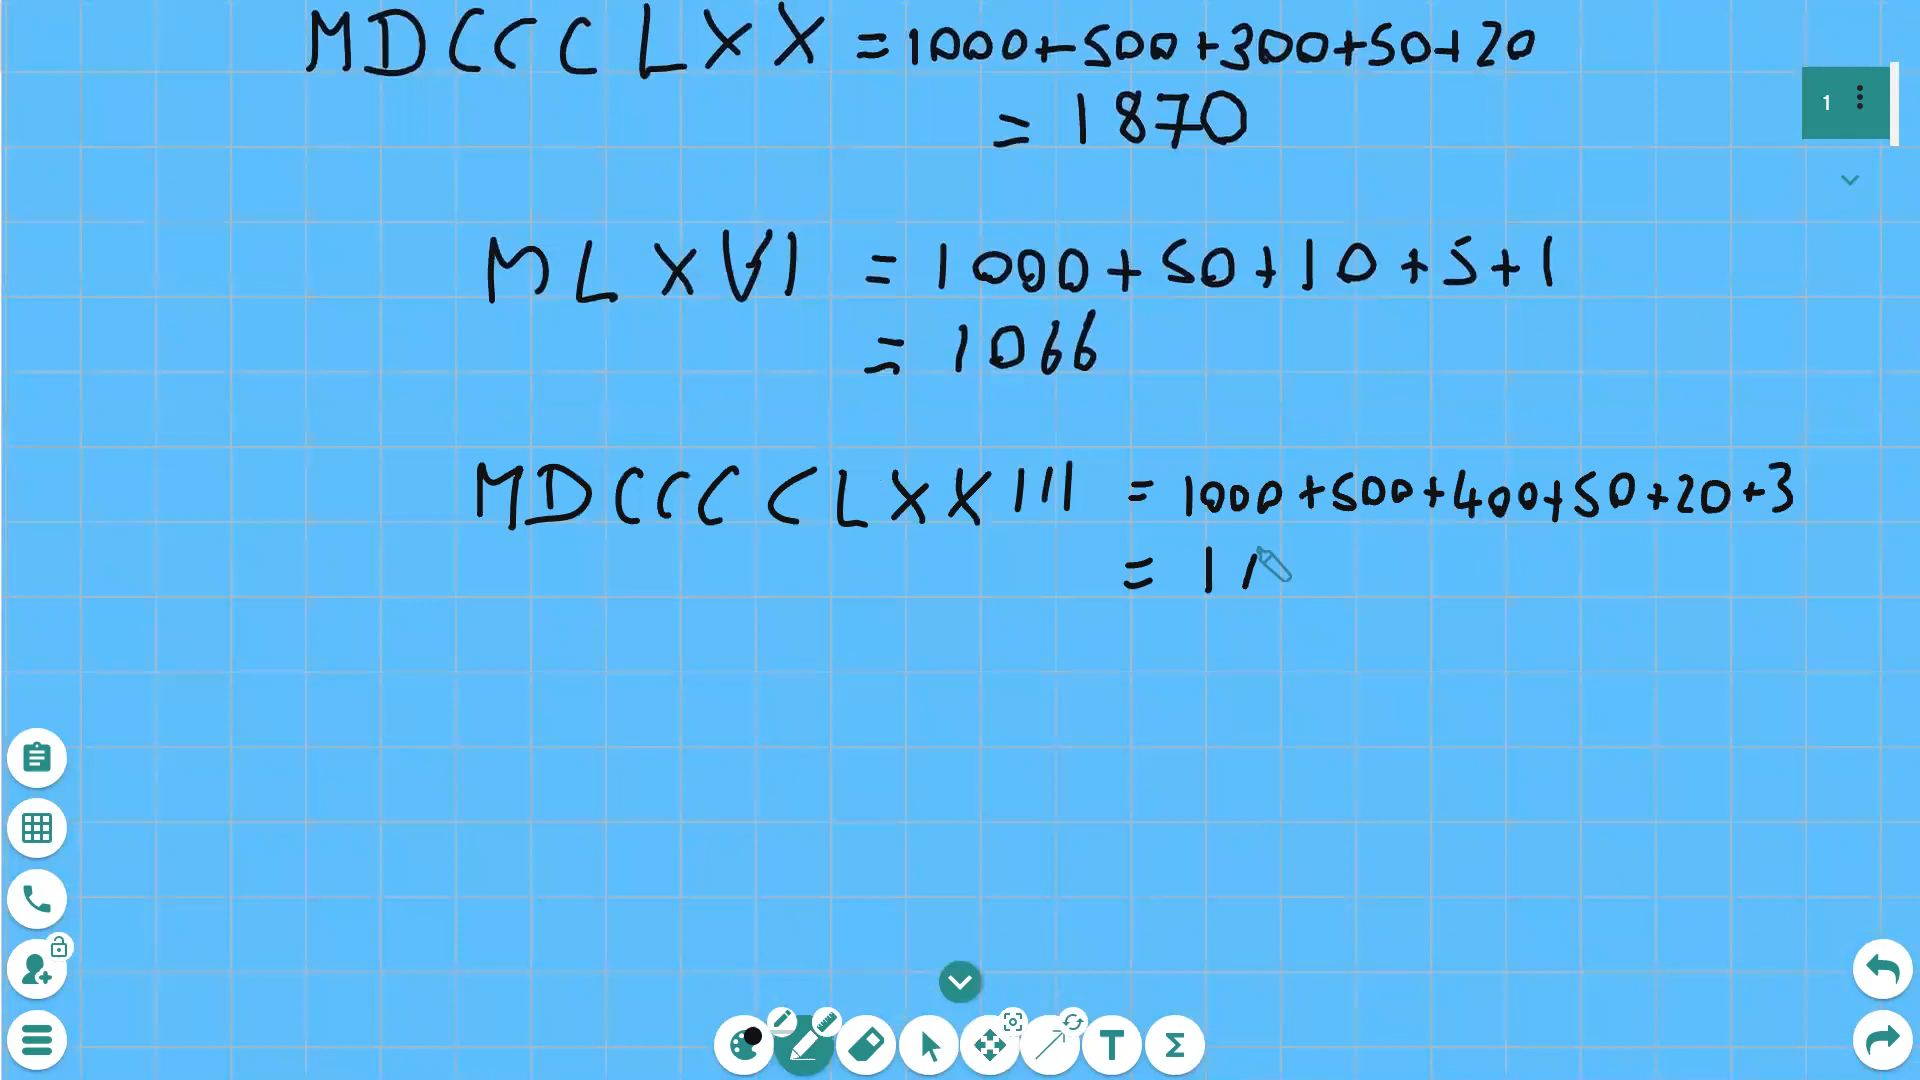 MDCCCLXX = 1000+500+300+50+20
1
= 1870
MLXVI = 1000+50+10+5+1
= 1066
MDCCCCLXXIII = 1000+500+400+50+20+3
= 1
T
Σ